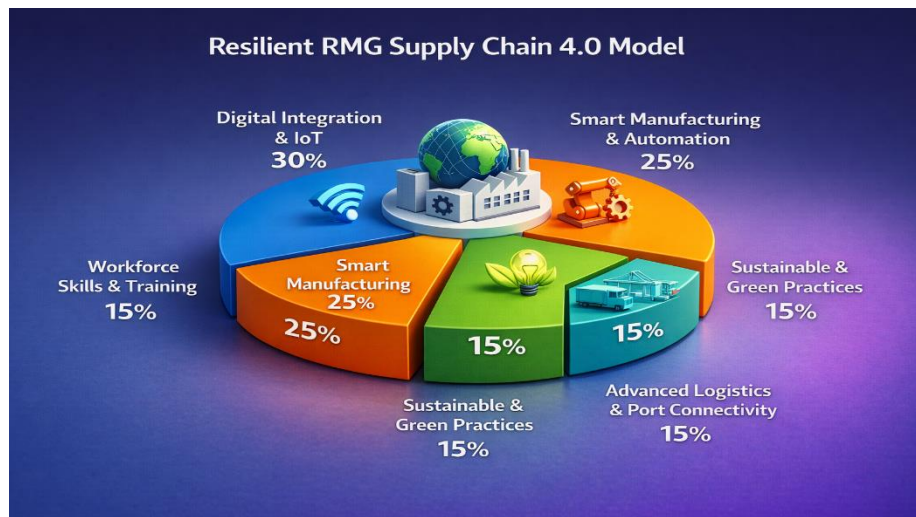 Resilient RMG Supply Chain 4.0 Model
Digital Integration
& IoT
30%
Smart Manufacturing
& Automation
25%
Workforce
Skills & Training
15%
Smart
Manufacturing
25%
25%
15%
15%
Sustainable &
Green Practices
15%
Sustainable &
Green Practices
15%
Advanced Logistics
& Port Connectivity
15%